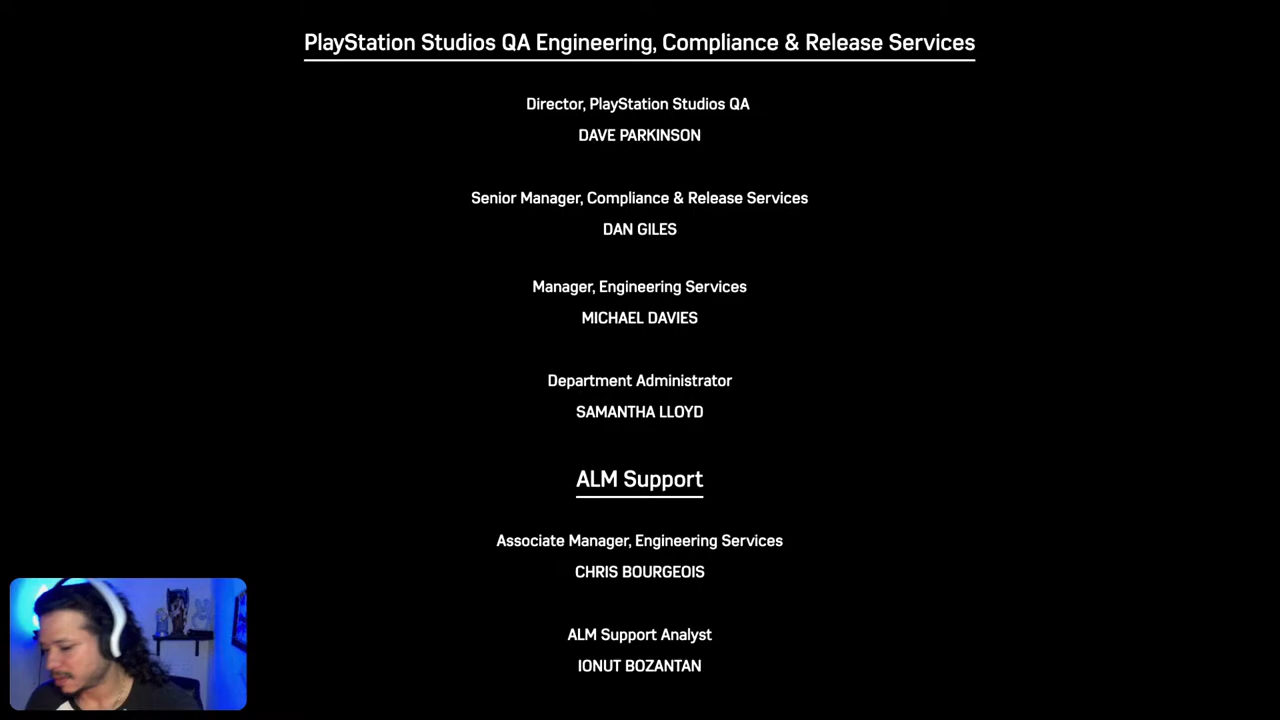 PlayStation Studios QA Engineering, Compliance & Release Services
Director, PlayStation Studios QA
DAVE PARKINSON
Senior Manager, Compliance & Release Services
DAN GILES
Manager, Engineering Services
MICHAEL DAVIES
Department Administrator
SAMANTHA LLOYD
ALM Support
Associate Manager, Engineering Services
CHRIS BOURGEOIS
ALM Support Analyst
IONUT BOZANTAN